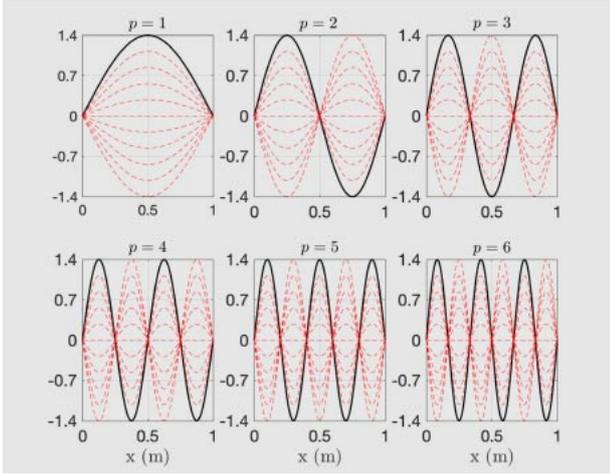 p = 1 p = 2 p = 3
1.4 1.4 1.4
0.7 0.7 0.7
0 0 0
-0.7 -0.7 -0.7
-1.4 -1.4 -1.4
0 0.5 1 0 0.5 1 0 0.5 1
p = 4 p = 5 p = 6
1.4 1.4 1.4
0.7 0.7 0.7
0 0 0
-0.7 -0.7 -0.7
-1.4 -1.4 -1.4
0 0.5 1 0 0.5 1 0 0.5 1
x (m) x (m) x (m)